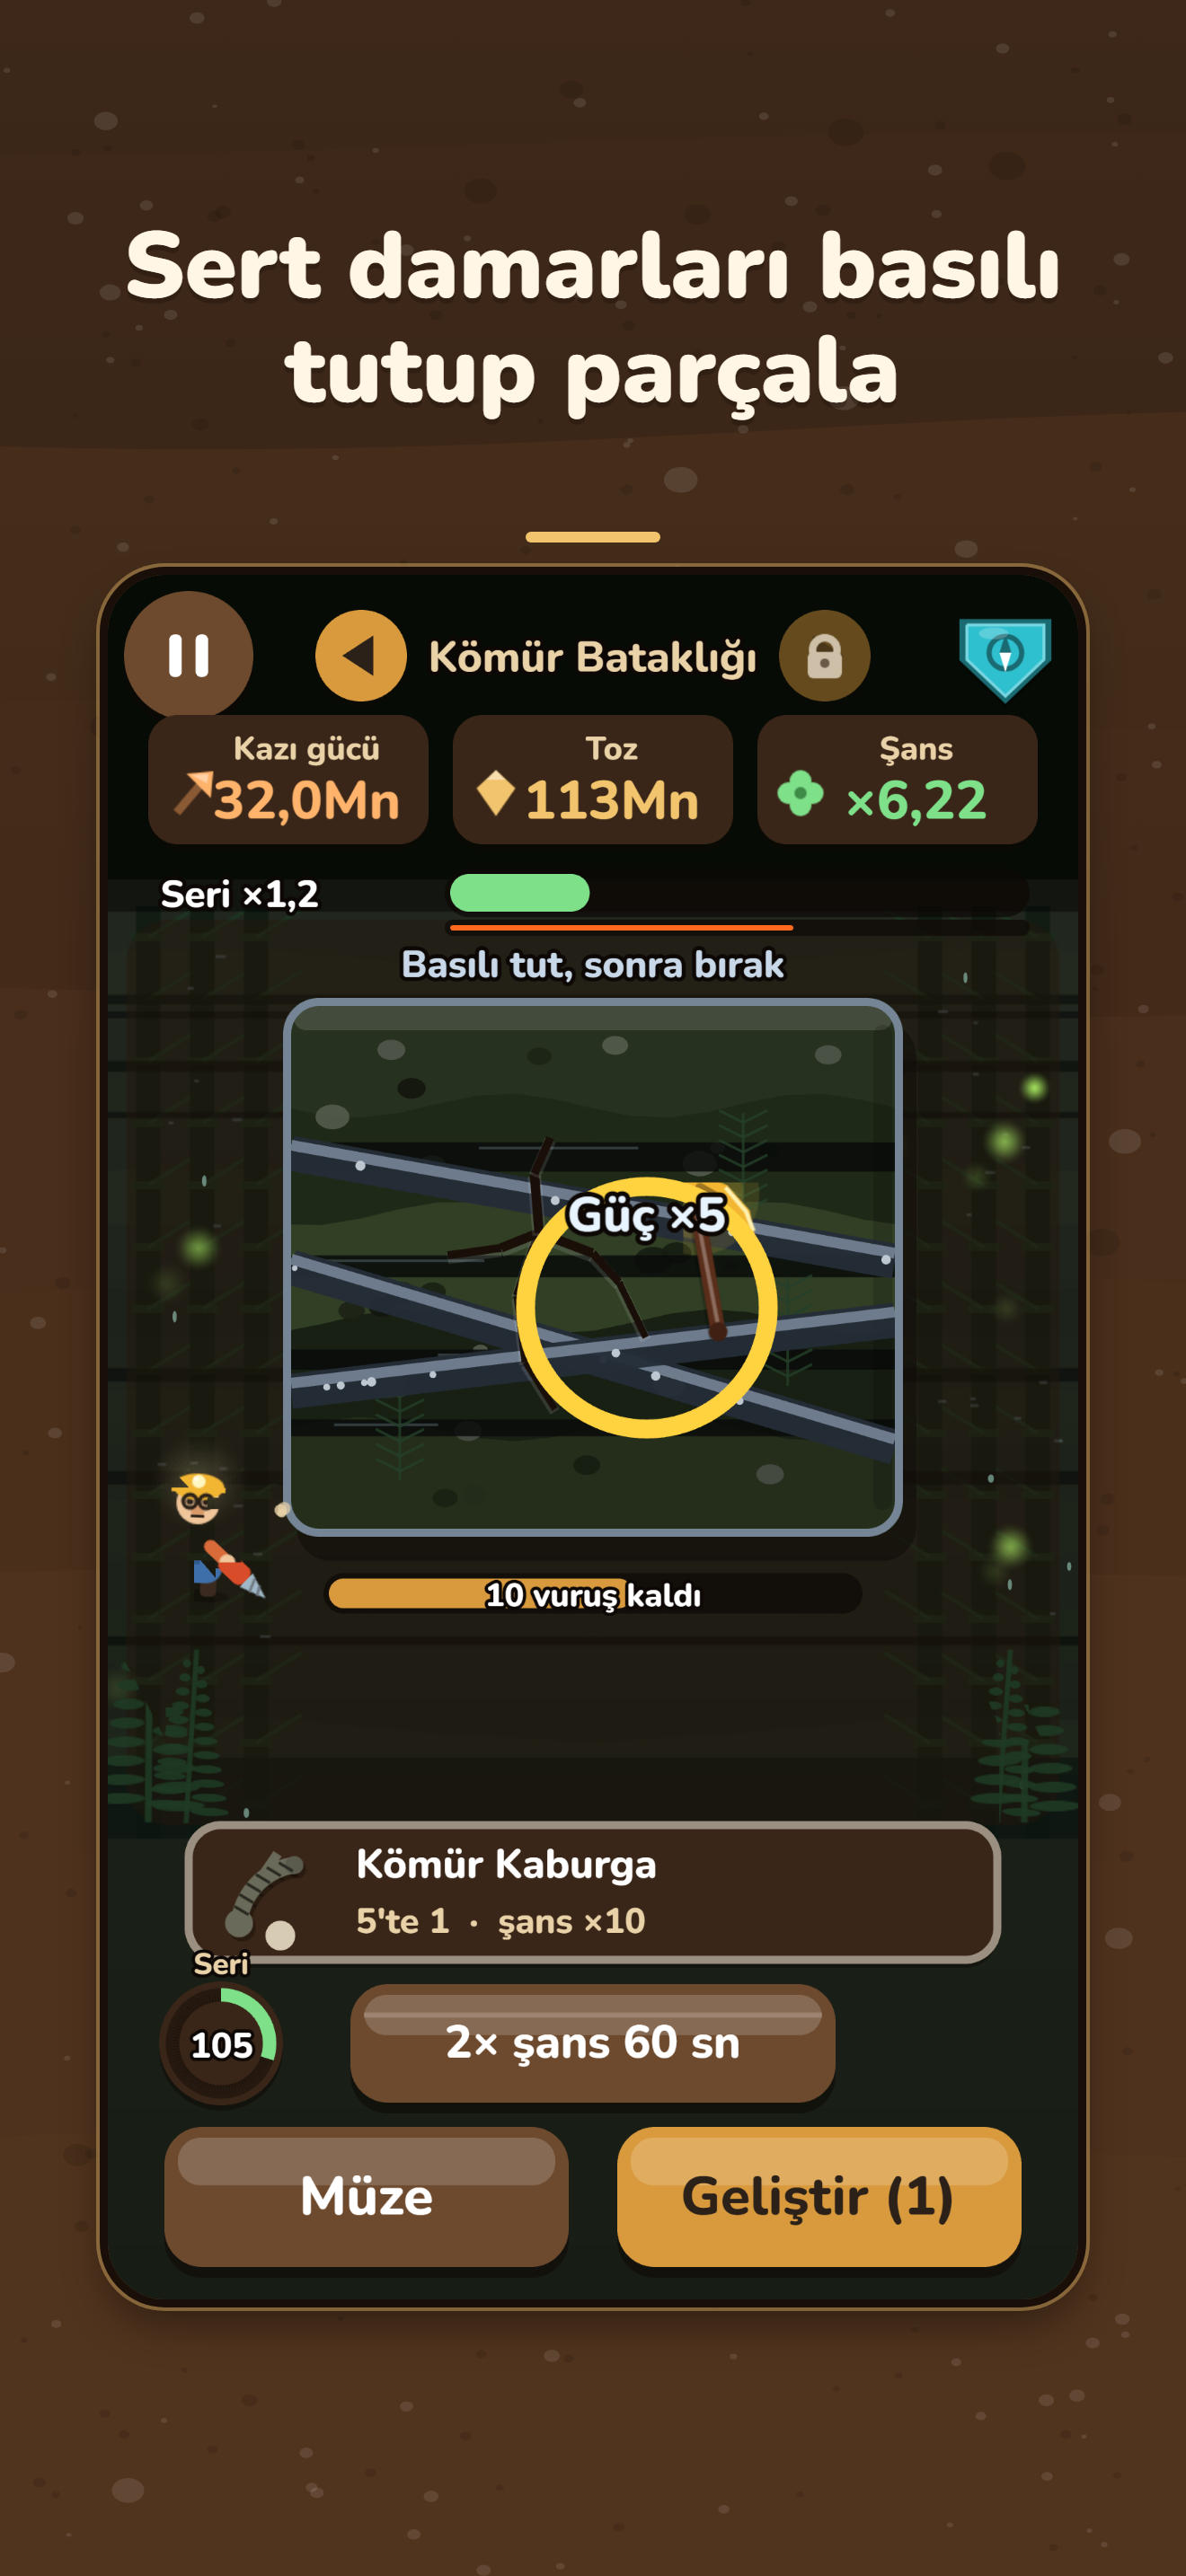 Sert damarları basılı
tutup parçala
Kömür Bataklığı
Kazı gücü
32,0Mn
Toz
113Mn
Şans
×6,22
Seri ×1,2
Basılı tut, sonra bırak
Güç ×5
10 vuruş kaldı
Kömür Kaburga
5'te 1 · şans ×10
Seri
105
2× şans 60 sn
Müze
Geliştir (1)